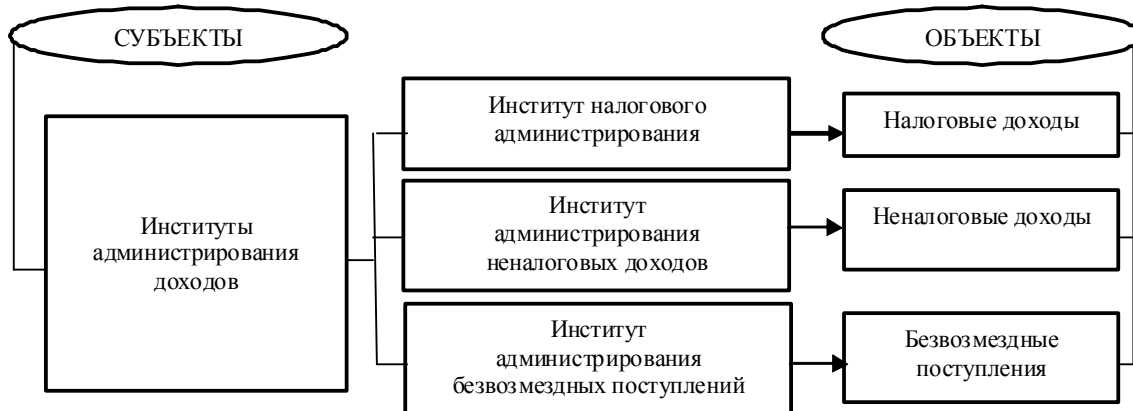 СУБЪЕКТЫ
ОБЪЕКТЫ
Институты
администрирования
доходов
Институт налогового
администрирования
Налоговые доходы
Институт
администрирования
неналоговых доходов
Неналоговые доходы
Институт
администрирования
безвозмездных поступлений
Безвозмездные
поступления